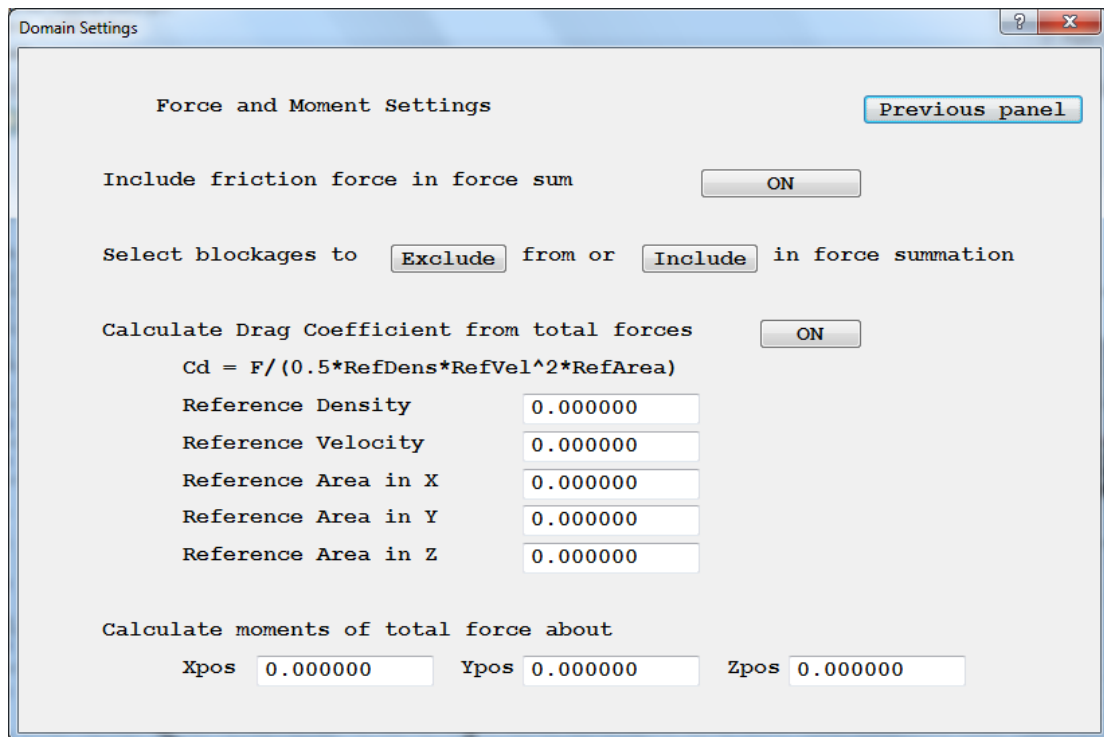 Domain Settings
Force and Moment Settings Previous panel
Include friction force in force sum ON
Select blockages to Exclude from or Include in force summation
Calculate Drag Coefficient from total forces ON
Cd = F/(0.5*RefDens*RefVel^2*RefArea)
Reference Density 0.000000
Reference Velocity 0.000000
Reference Area in X 0.000000
Reference Area in Y 0.000000
Reference Area in Z 0.000000
Calculate moments of total force about
Xpos 0.000000 Ypos 0.000000 Zpos 0.000000